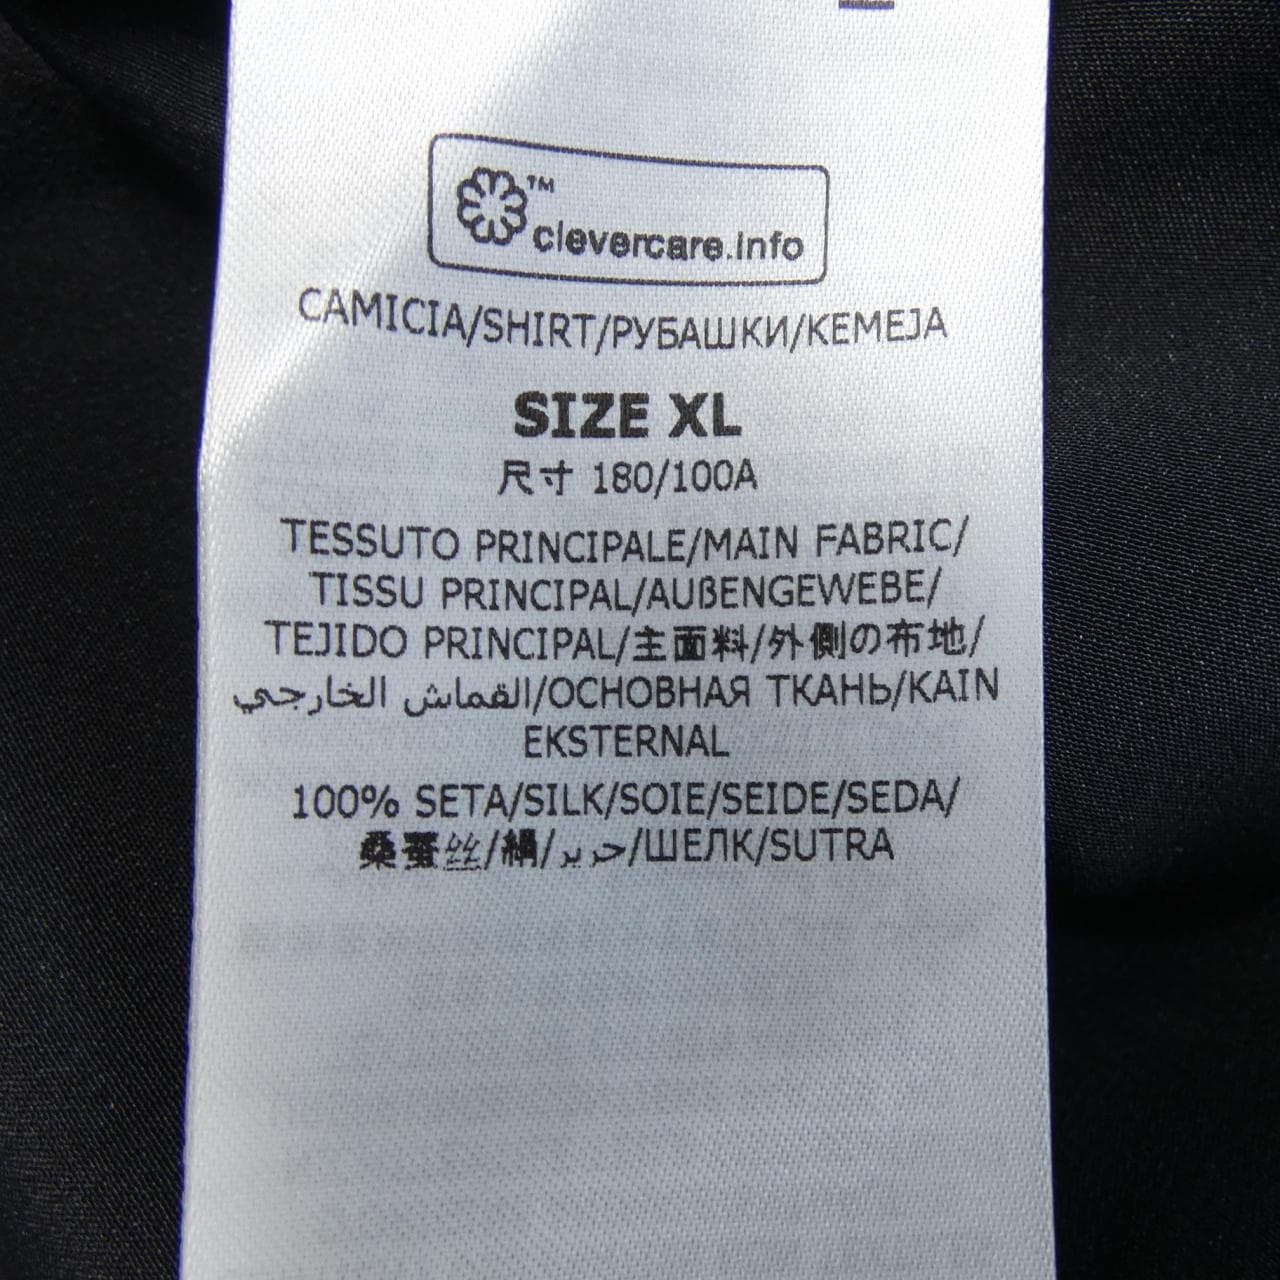 ™
clevercare.info
CAMICIA/SHIRT/РУБАШКИ/KEMEJA
SIZE XL
尺寸 180/100A
TESSUTO PRINCIPALE/MAIN FABRIC/
TISSU PRINCIPAL/AUßENGEWEBE/
TEJIDO PRINCIPAL/主面料/外側の布地/
القماش الخارجي/ОСНОВНАЯ ТКАНЬ/KAIN
EKSTERNAL
100% SETA/SILK/SOIE/SEIDE/SEDA/
桑蚕丝/絹/حرير/ШЕЛК/SUTRA